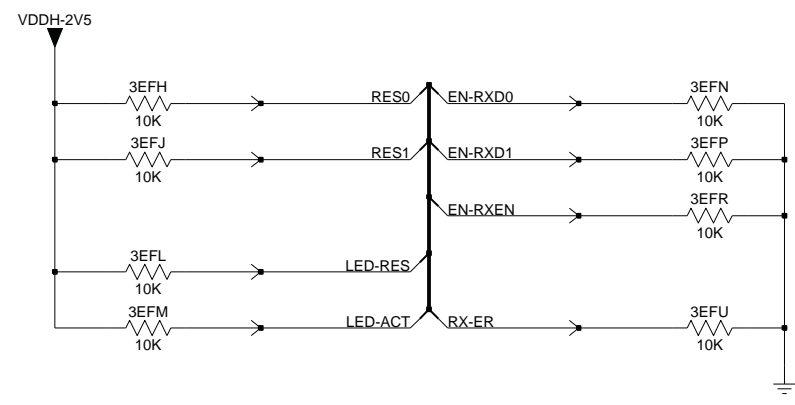 VDDH-2V5
3EFH
10K
RES0
EN-RXD0
3EFN
10K
3EFJ
10K
RES1
EN-RXD1
3EFP
10K
EN-RXEN
3EFR
10K
3EFL
10K
LED-RES
3EFM
10K
LED-ACT
RX-ER
3EFU
10K